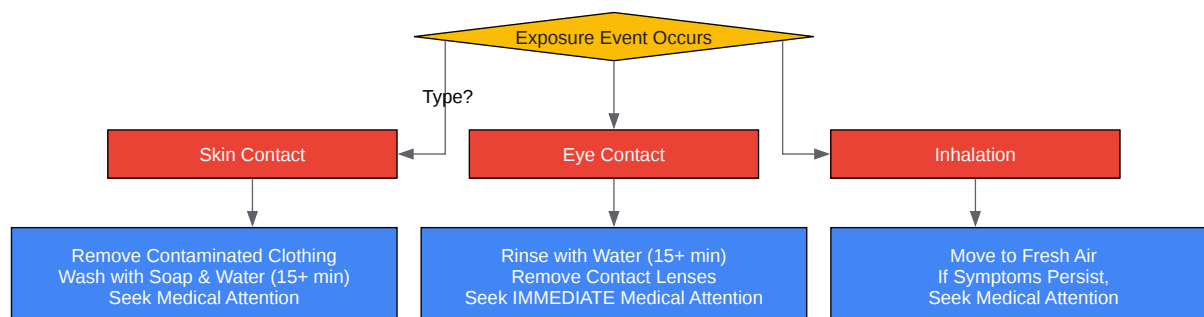 Exposure Event Occurs
Type?
Skin Contact
Eye Contact
Inhalation
Remove Contaminated Clothing
Wash with Soap & Water (15+ min)
Seek Medical Attention
Rinse with Water (15+ min)
Remove Contact Lenses
Seek IMMEDIATE Medical Attention
Move to Fresh Air
If Symptoms Persist,
Seek Medical Attention